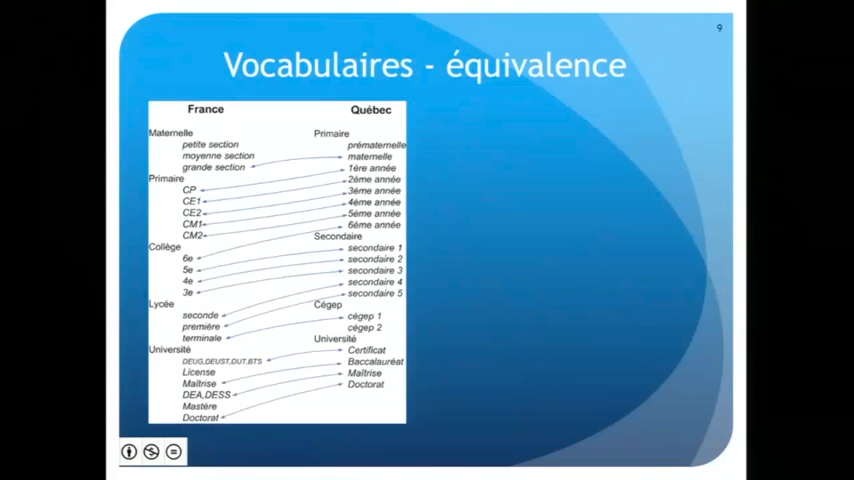 9
Vocabulaires - équivalence
France
Maternelle
petite section
moyenne section
grande section
Primaire
CP
CE1
CE2
CM1
CM2
Collège
6e
5e
4e
3e
Lycée
seconde
première
terminale
Université
DEUG,DEUST,DUT,BTS
License
Maîtrise
DEA,DESS
Mastère
Doctorat
Québec
Primaire
prématernelle
maternelle
1ère année
2ème année
3ème année
4ème année
5ème année
6ème année
Secondaire
secondaire 1
secondaire 2
secondaire 3
secondaire 4
secondaire 5
Cégep
cégep 1
cégep 2
Université
Certificat
Baccalauréat
Maîtrise
Doctorat